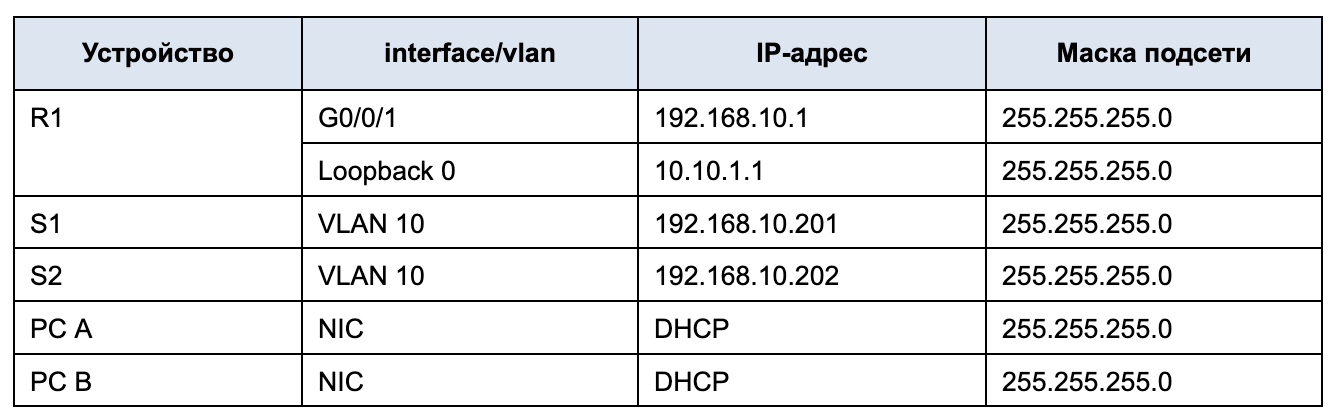 Устройство interface/vlan IP-адрес Маска подсети
R1 G0/0/1 192.168.10.1 255.255.255.0
Loopback 0 10.10.1.1 255.255.255.0
S1 VLAN 10 192.168.10.201 255.255.255.0
S2 VLAN 10 192.168.10.202 255.255.255.0
PC A NIC DHCP 255.255.255.0
PC B NIC DHCP 255.255.255.0